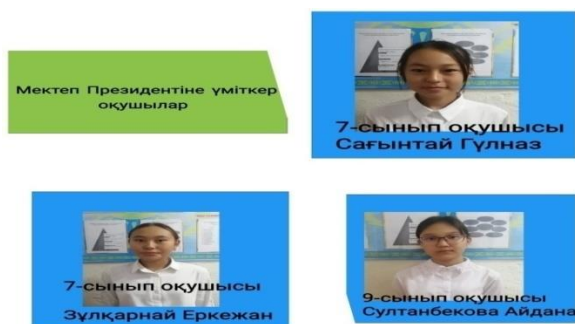 Мектеп Президентіне үміткер
оқушылар
7-сынып оқушысы
Сағынтай Гүлназ
7-сынып оқушысы
Зұлқарнай Еркежан
9-сынып оқушысы
Султанбекова Айдана